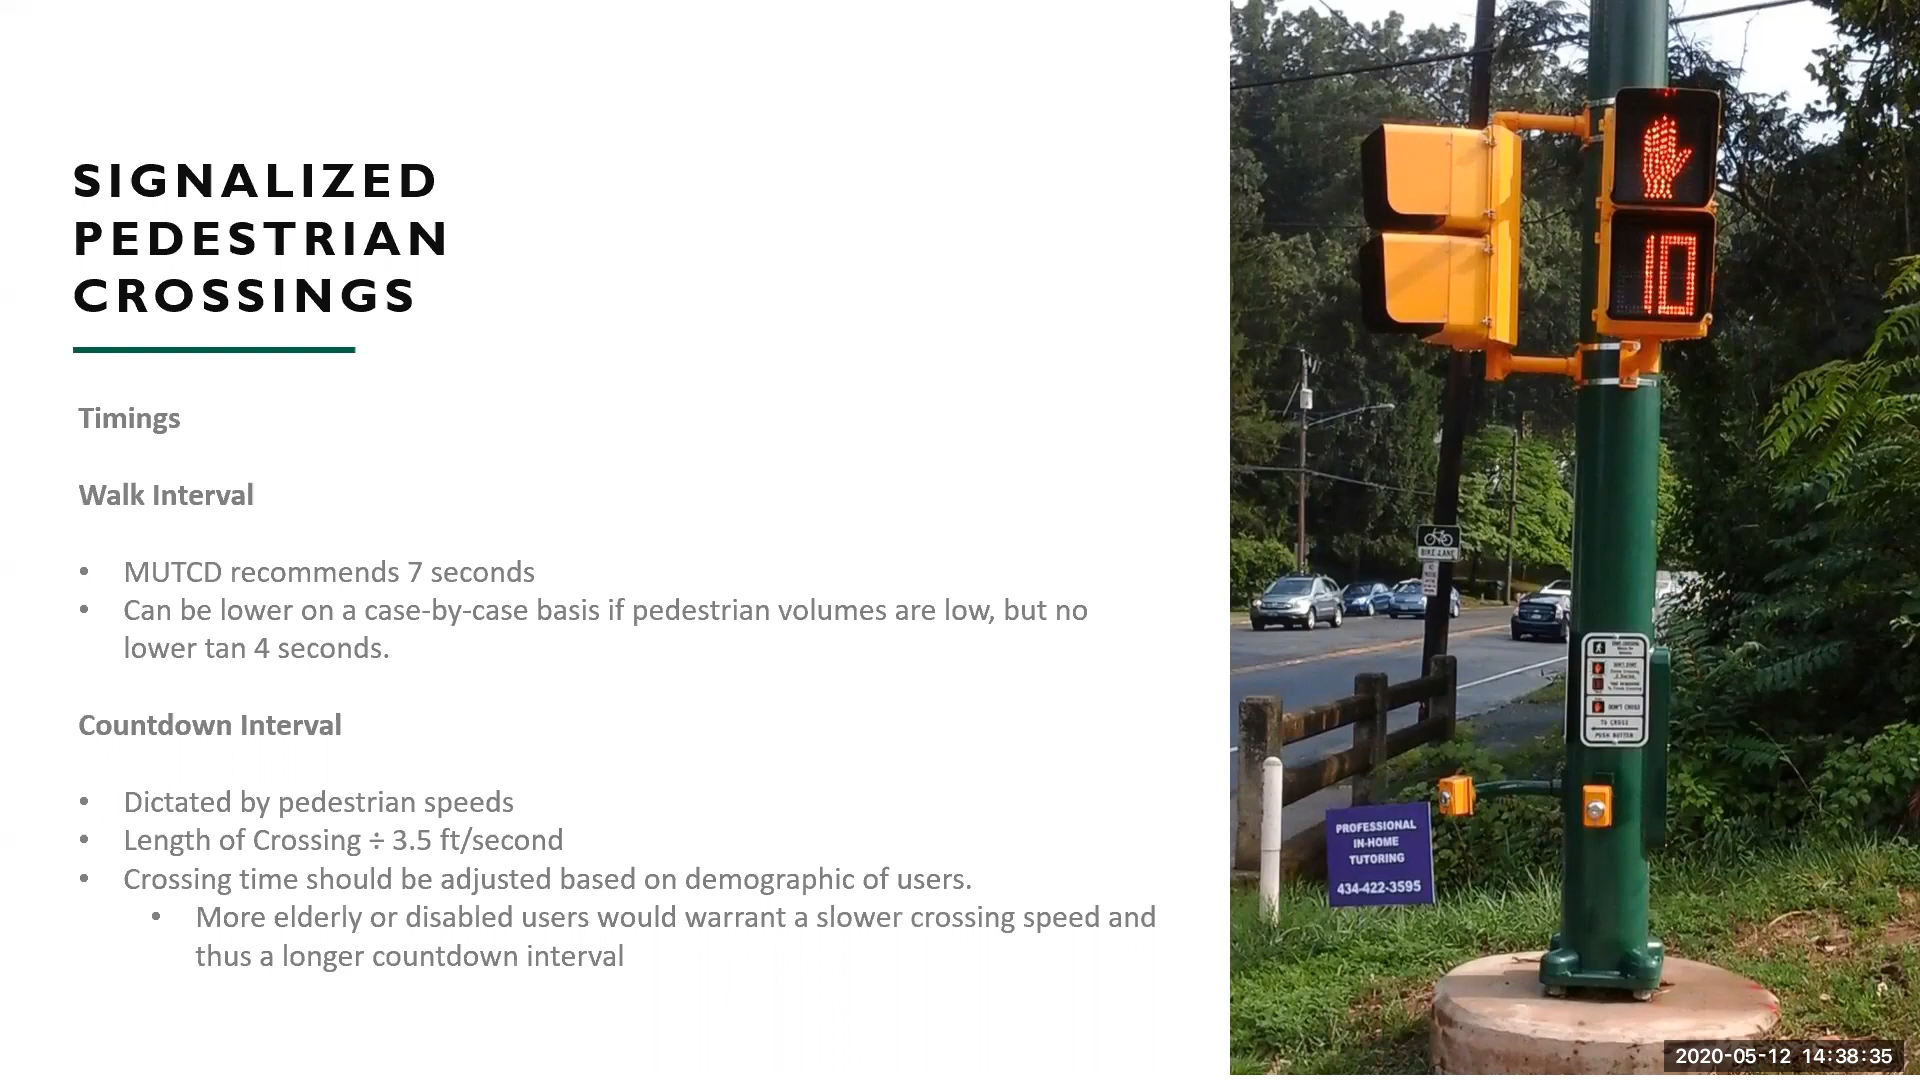 SIGNALIZED
PEDESTRIAN
CROSSINGS
Timings
Walk Interval
• MUTCD recommends 7 seconds
• Can be lower on a case-by-case basis if pedestrian volumes are low, but no
lower tan 4 seconds.
Countdown Interval
• Dictated by pedestrian speeds
• Length of Crossing ÷ 3.5 ft/second
• Crossing time should be adjusted based on demographic of users.
• More elderly or disabled users would warrant a slower crossing speed and
thus a longer countdown interval
10
BIKE LANE
DON'T CROSS
TO CROSS
PUSH BUTTON
PROFESSIONAL
IN-HOME
TUTORING
434-422-3595
2020-05-12 14:38:35